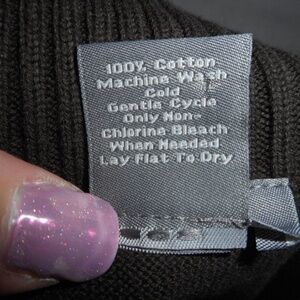 100% Cotton
Machine Wash
Cold
Gentle Cycle
Only Non-
Chlorine Bleach
When Needed
Lay Flat To Dry